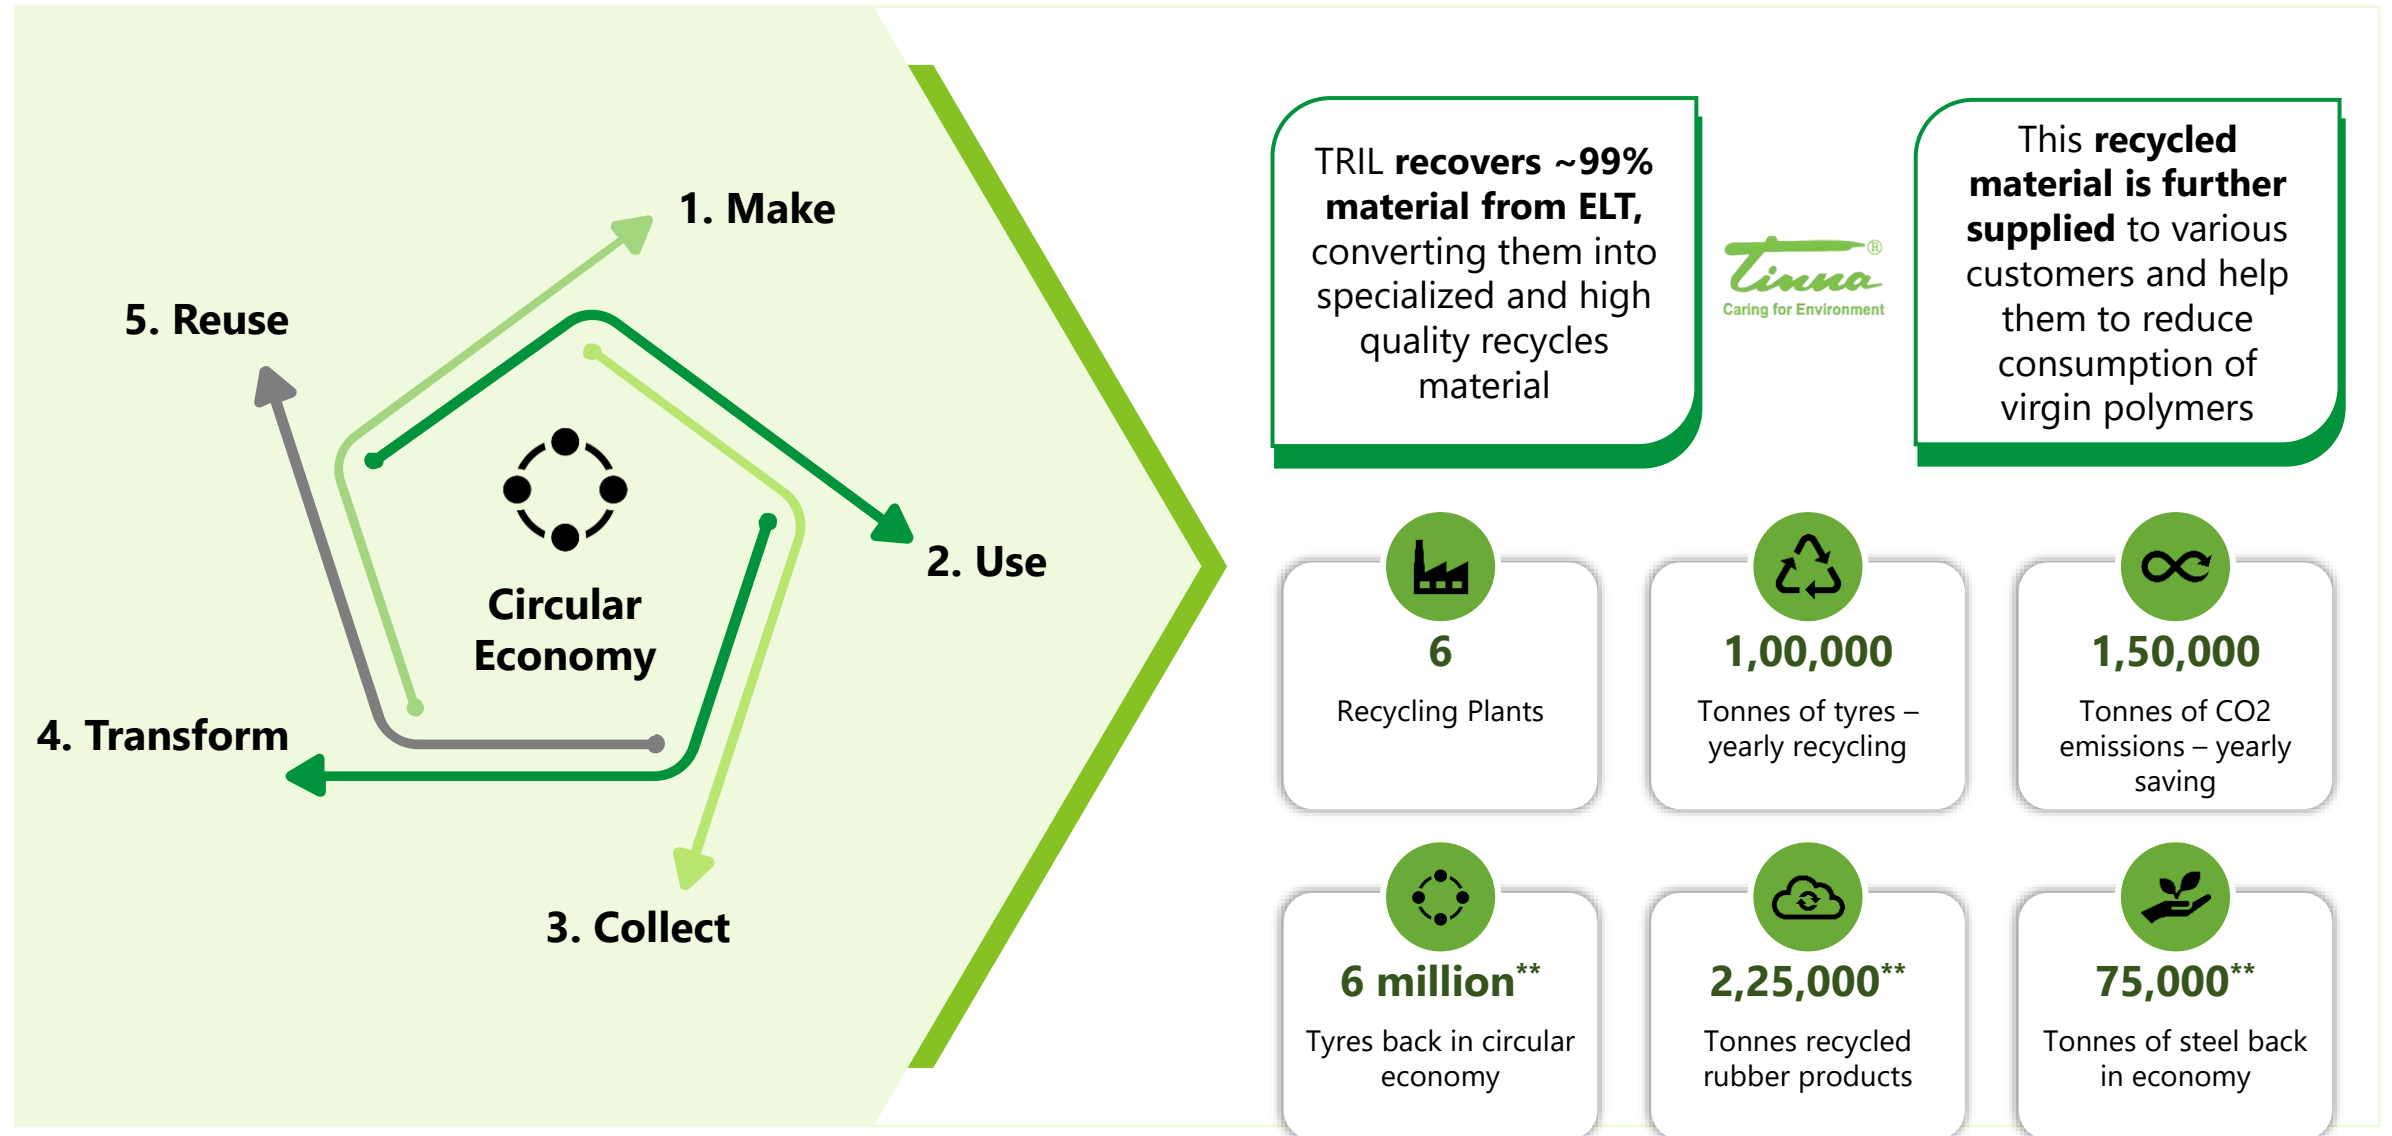 1. Make
5. Reuse
Circular
Economy
2. Use
4. Transform
3. Collect
TRIL recovers ~99%
material from ELT,
converting them into
specialized and high
quality recycles
material
Tinna®
Caring for Environment
This recycled
material is further
supplied to various
customers and help
them to reduce
consumption of
virgin polymers
6
Recycling Plants
1,00,000
Tonnes of tyres –
yearly recycling
1,50,000
Tonnes of CO2
emissions – yearly
saving
6 million**
Tyres back in circular
economy
2,25,000**
Tonnes recycled
rubber products
75,000**
Tonnes of steel back
in economy